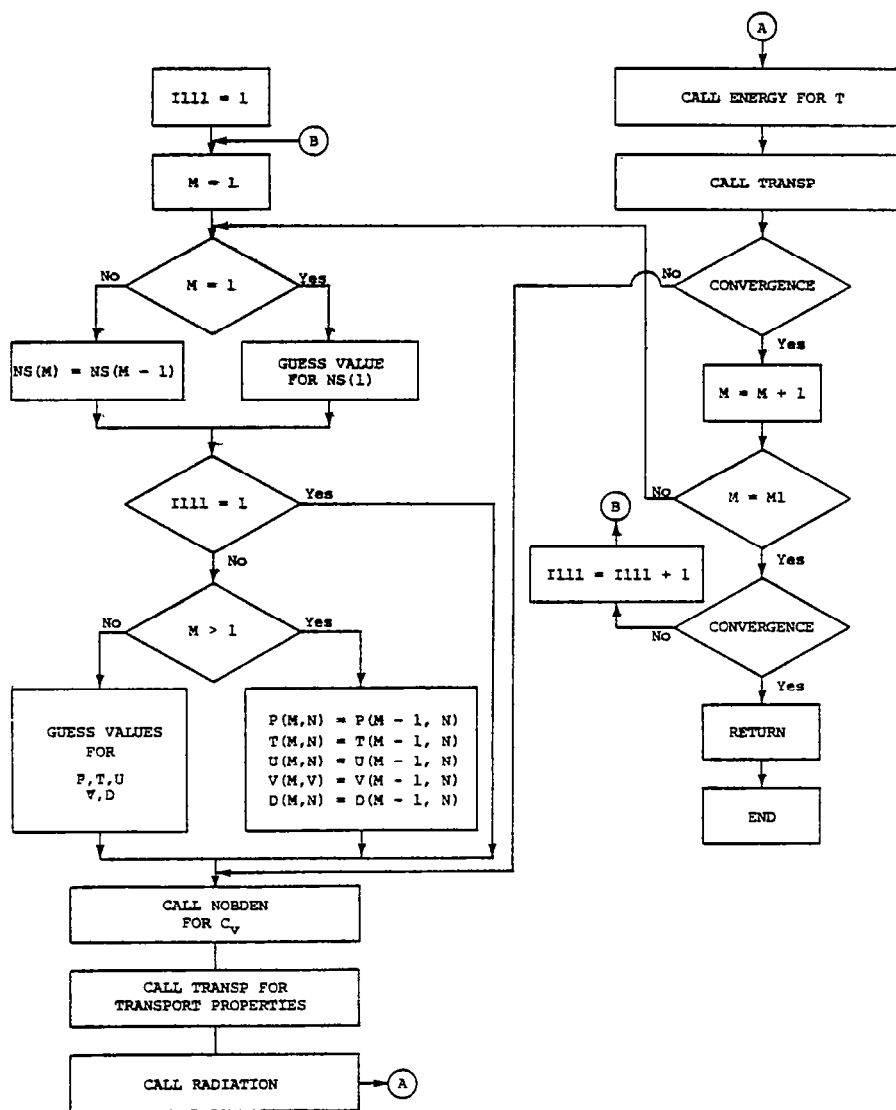 I111 = 1
B
M = 1
M = 1
No
Yes
NS(M) = NS(M - 1)
GUESS VALUE
FOR NS(1)
I111 = 1
Yes
No
M > 1
No
Yes
GUESS VALUES
FOR
P,T,U
V,D
P(M,N) = P(M - 1, N)
T(M,N) = T(M - 1, N)
U(M,N) = U(M - 1, N)
V(M,V) = V(M - 1, N)
D(M,N) = D(M - 1, N)
CALL NOBDEN
FOR Cv
CALL TRANSP FOR
TRANSPORT PROPERTIES
CALL RADIATION
A
A
CALL ENERGY FOR T
CALL TRANSP
CONVERGENCE
No
Yes
M = M + 1
M = M1
No
Yes
B
I111 = I111 + 1
CONVERGENCE
No
Yes
RETURN
END